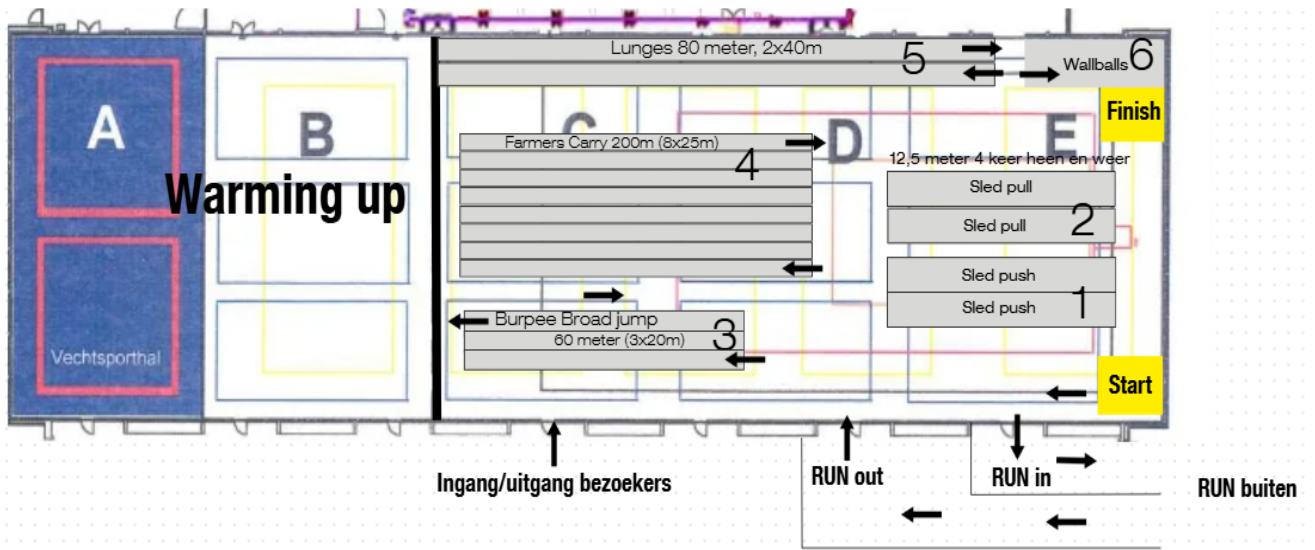 Lunges 80 meter, 2x40m
5
6
Wallballs
Finish
A
B
C
D
E
Farmers Carry 200m (8x25m)
4
12,5 meter 4 keer heen en weer
Warming up
Sled pull
Sled pull
2
Sled push
Sled push
1
Burpee Broad jump
60 meter (3x20m)
3
Vechtsporthal
Start
Ingang/uitgang bezoekers
RUN out
RUN in
RUN buiten